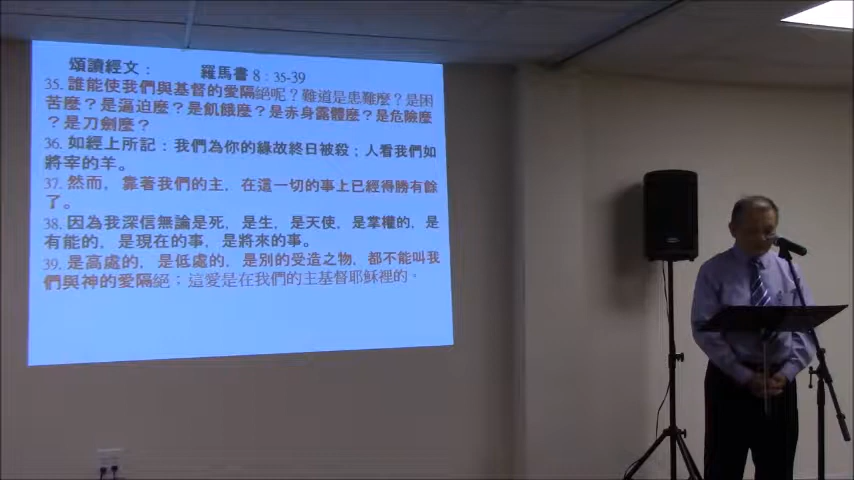 頌讀經文： 羅馬書 8：35-39
35. 誰能使我們與基督的愛隔絕呢？難道是患難麼？是困
苦麼？是逼迫麼？是飢餓麼？是赤身露體麼？是危險麼
？是刀劍麼？
36. 如經上所記：我們為你的緣故終日被殺；人看我們如
將宰的羊。
37. 然而，靠著我們的主，在這一切的事上已經得勝有餘
了。
38. 因為我深信無論是死，是生，是天使，是掌權的，是
有能的，是現在的事，是將來的事，
39. 是高處的，是低處的，是別的受造之物，都不能叫我
們與神的愛隔絕；這愛是在我們的主基督耶穌裡的。